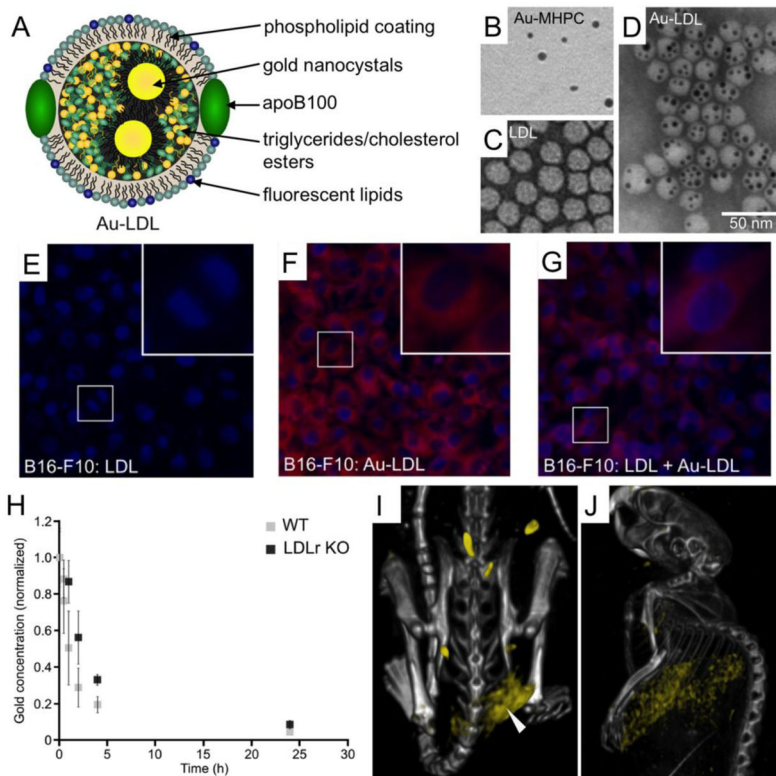 A
phospholipid coating
gold nanocystals
apoB100
triglycerides/cholesterol
esters
fluorescent lipids
Au-LDL
B
Au-MHPC
C
LDL
D
Au-LDL
50 nm
E
B16-F10: LDL
F
B16-F10: Au-LDL
G
B16-F10: LDL + Au-LDL
H
WT
LDLr KO
Gold concentration (normalized)
1.2
1
0.8
0.6
0.4
0.2
0
0 5 10 15 20 25 30
Time (h)
I
J